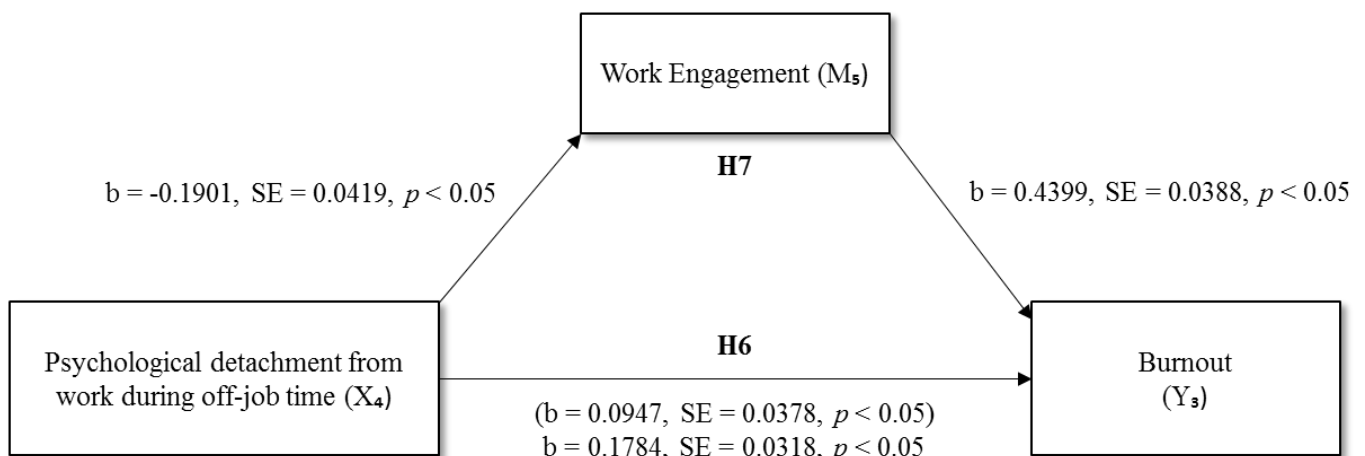 Work Engagement (M₅)
H7
b = -0.1901, SE = 0.0419, p < 0.05
b = 0.4399, SE = 0.0388, p < 0.05
H6
Psychological detachment from
work during off-job time (X₄)
Burnout
(Y₃)
(b = 0.0947, SE = 0.0378, p < 0.05)
b = 0.1784, SE = 0.0318, p < 0.05